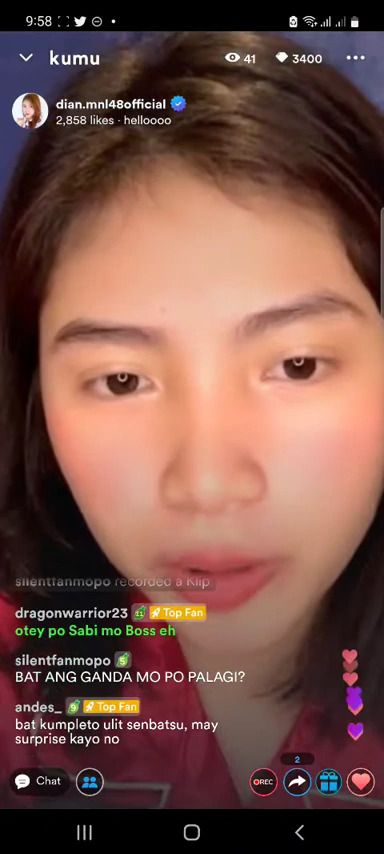 9:58
kumu
41
3400
dian.mnl48official
2,858 likes · helloooo
silentfanmopo recorded a Klip
dragonwarrior23 Top Fan
otey po Sabi mo Boss eh
silentfanmopo
BAT ANG GANDA MO PO PALAGI?
andes_ Top Fan
bat kumpleto ulit senbatsu, may
surprise kayo no
2
Chat
REC